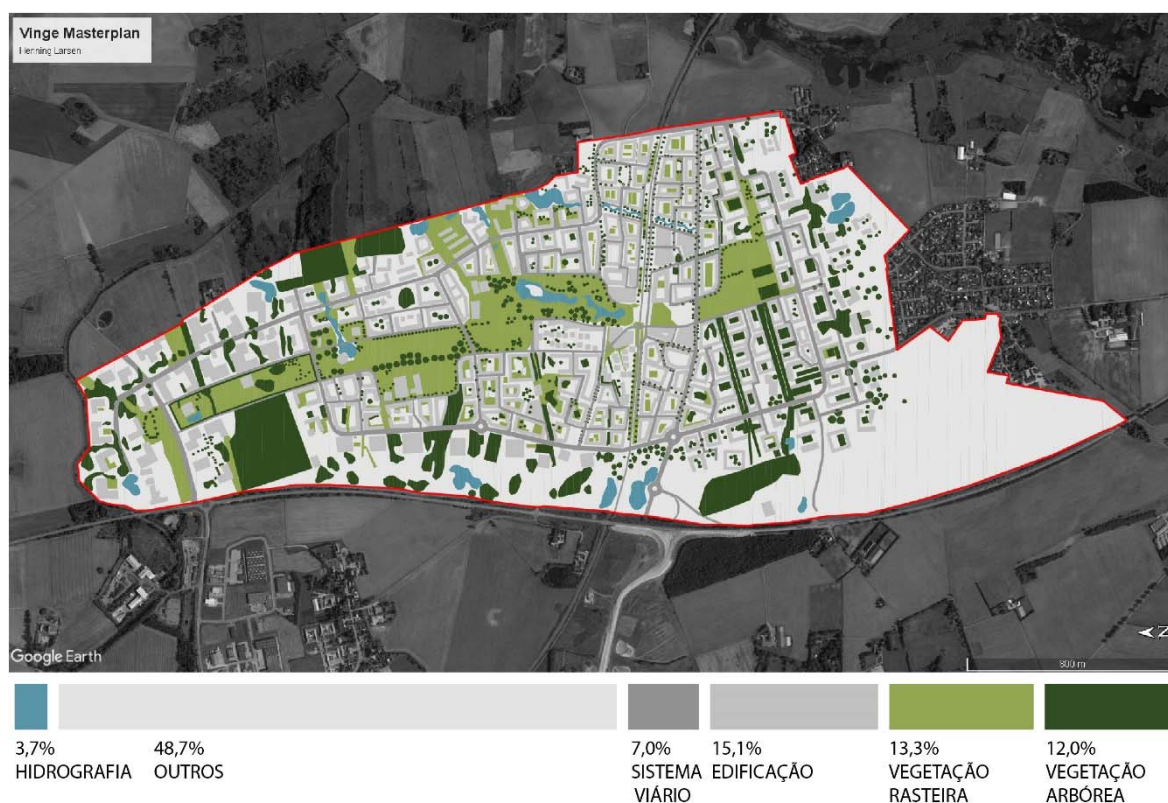 Vinge Masterplan
Henning Larsen
Z
Google Earth
800 m
3,7%
HIDROGRAFIA
48,7%
OUTROS
7,0%
SISTEMA
VIÁRIO
15,1%
EDIFICAÇÃO
13,3%
VEGETAÇÃO
RASTEIRA
12,0%
VEGETAÇÃO
ARBÓREA